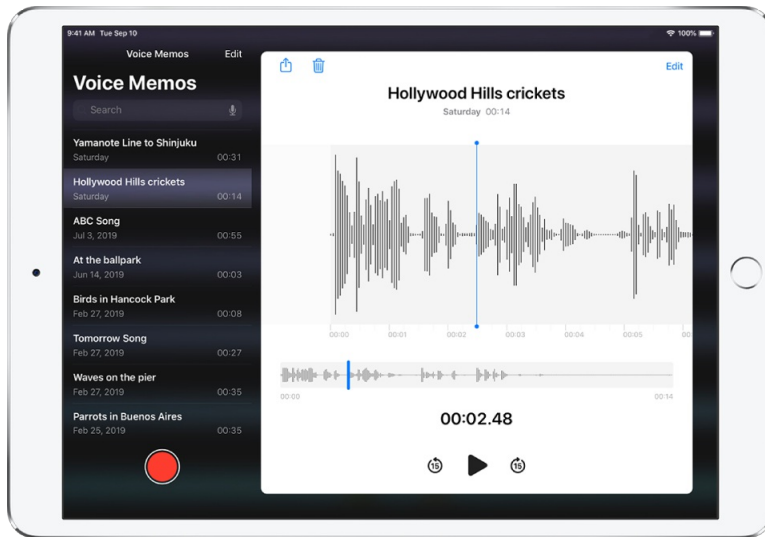 9:41 AM Tue Sep 10
100%
Voice Memos
Edit
Voice Memos
Search
Yamanote Line to Shinjuku
Saturday 00:31
Hollywood Hills crickets
Saturday 00:14
ABC Song
Jul 3, 2019 00:55
At the ballpark
Jun 14, 2019 00:03
Birds in Hancock Park
Feb 27, 2019 00:08
Tomorrow Song
Feb 27, 2019 00:27
Waves on the pier
Feb 27, 2019 00:35
Parrots in Buenos Aires
Feb 25, 2019 00:35
Edit
Hollywood Hills crickets
Saturday 00:14
00:00 00:01 00:02 00:03 00:04 00:05 00:
00:00 00:14
00:02.48
15 15